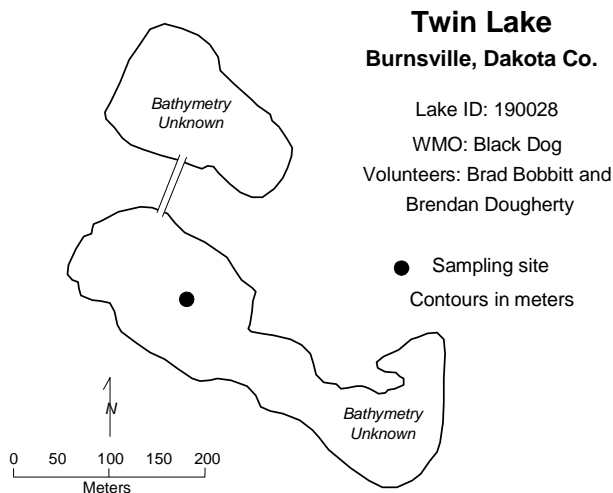 Twin Lake
Burnsville, Dakota Co.
Lake ID: 190028
WMO: Black Dog
Volunteers: Brad Bobbitt and
Brendan Dougherty
Sampling site
Contours in meters
Bathymetry
Unknown
Bathymetry
Unknown
N
0 50 100 150 200
Meters